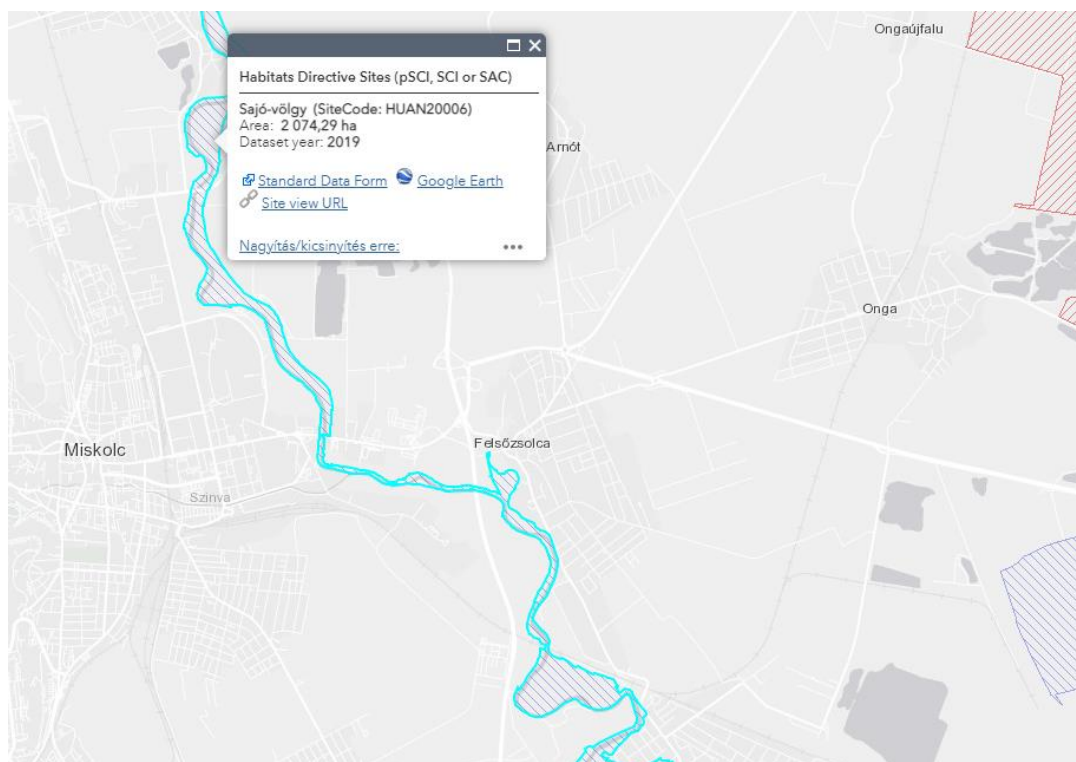 Ongaújfalu
Habitats Directive Sites (pSCI, SCI or SAC)
Sajó-völgy (SiteCode: HUAN20006)
Area: 2 074,29 ha
Dataset year: 2019
Arnót
Standard Data Form Google Earth
Site view URL
Nagyítás/kicsinyítés erre:
Onga
Felsőzsolca
Miskolc
Szinva